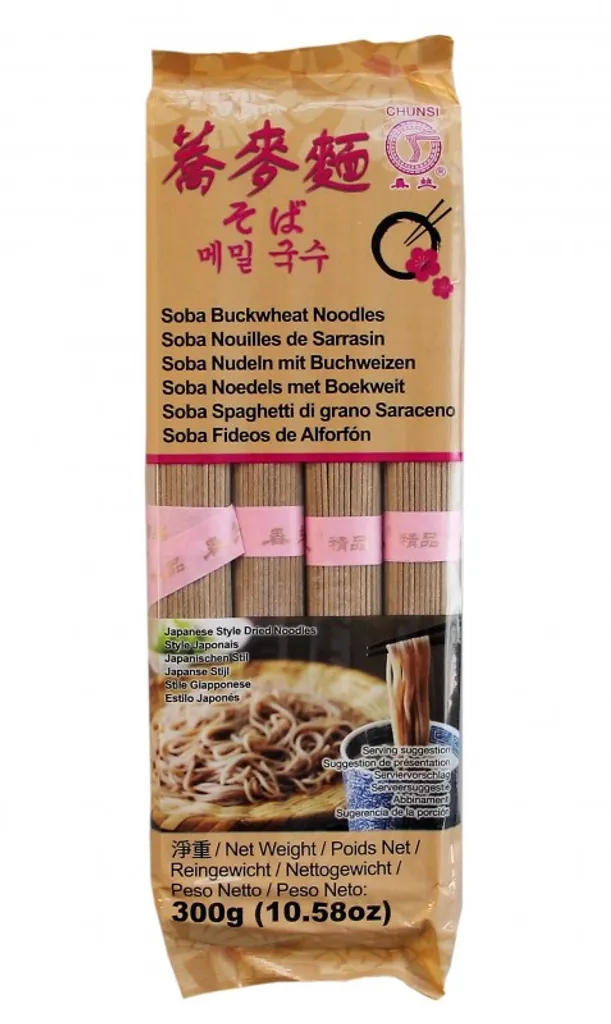 CHUNSI
蕎麥麵
®
春絲
そば
메밀 국수
Soba Buckwheat Noodles
Soba Nouilles de Sarrasin
Soba Nudeln mit Buchweizen
Soba Noedels met Boekweit
Soba Spaghetti di grano Saraceno
Soba Fideos de Alforfón
精品
精品
Japanese Style Dried Noodles
Style Japonais
Japanischen Stil
Japanse Stijl
Stile Giapponese
Estilo Japonés
Serving suggestion
Suggestion de présentation
Serviervorschlag
Serveersuggestie
Abbinament
Sugerencia de la porción
淨重 / Net Weight / Poids Net /
Reingewicht / Nettogewicht /
Peso Netto / Peso Neto:
300g (10.58oz)